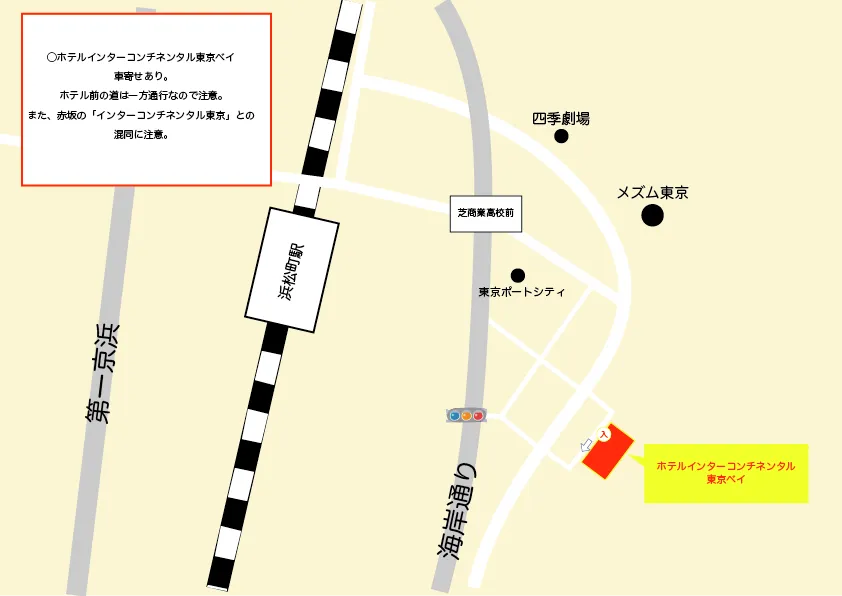 〇ホテルインターコンチネンタル東京ベイ
車寄せあり。
ホテル前の道は一方通行なので注意。
また、赤坂の「インターコンチネンタル東京」との
混同に注意。
四季劇場
メズム東京
芝商業高校前
浜松町駅
東京ポートシティ
第一京浜
海岸通り
入
ホテルインターコンチネンタル
東京ベイ